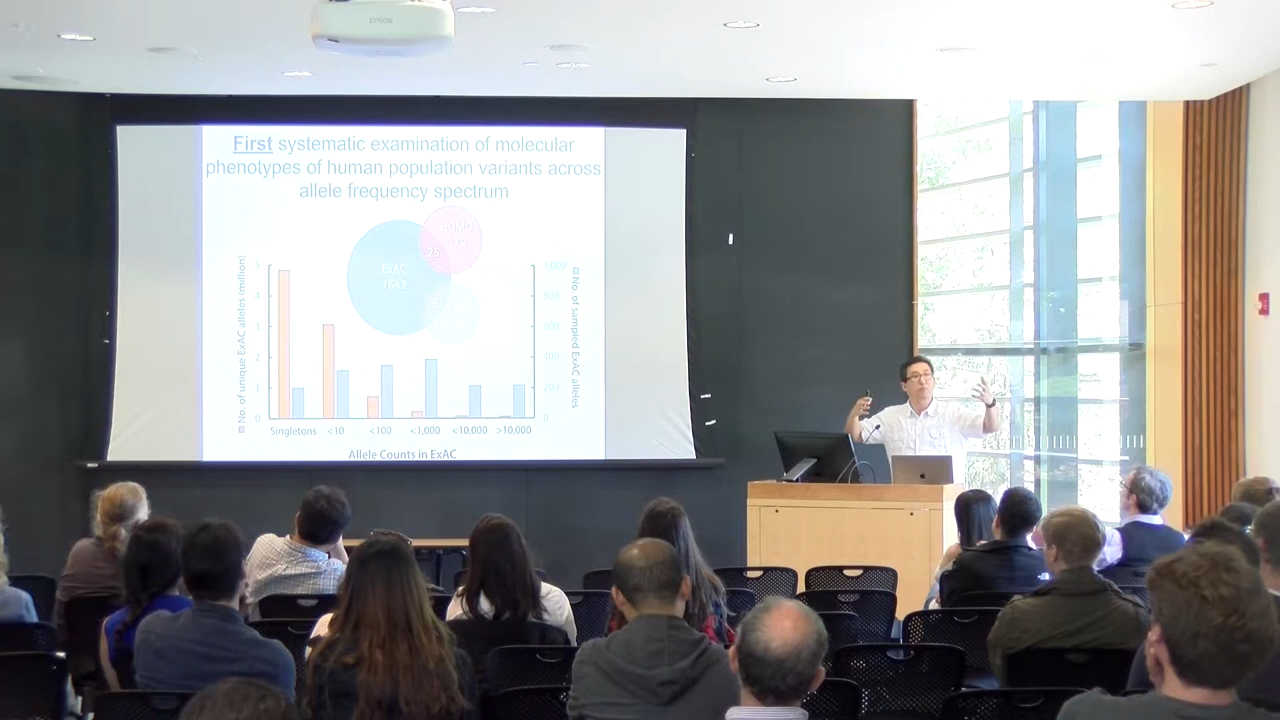 EPSON
First systematic examination of molecular
phenotypes of human population variants across
allele frequency spectrum
HGMD
25
ExAC
1643
8
No. of unique ExAC alleles (million)
5
4
3
2
1
0
1,000
800
600
400
200
0
No. of sampled ExAC alleles
Singletons <10 <100 <1,000 <10,000 >10,000
Allele Counts in ExAC